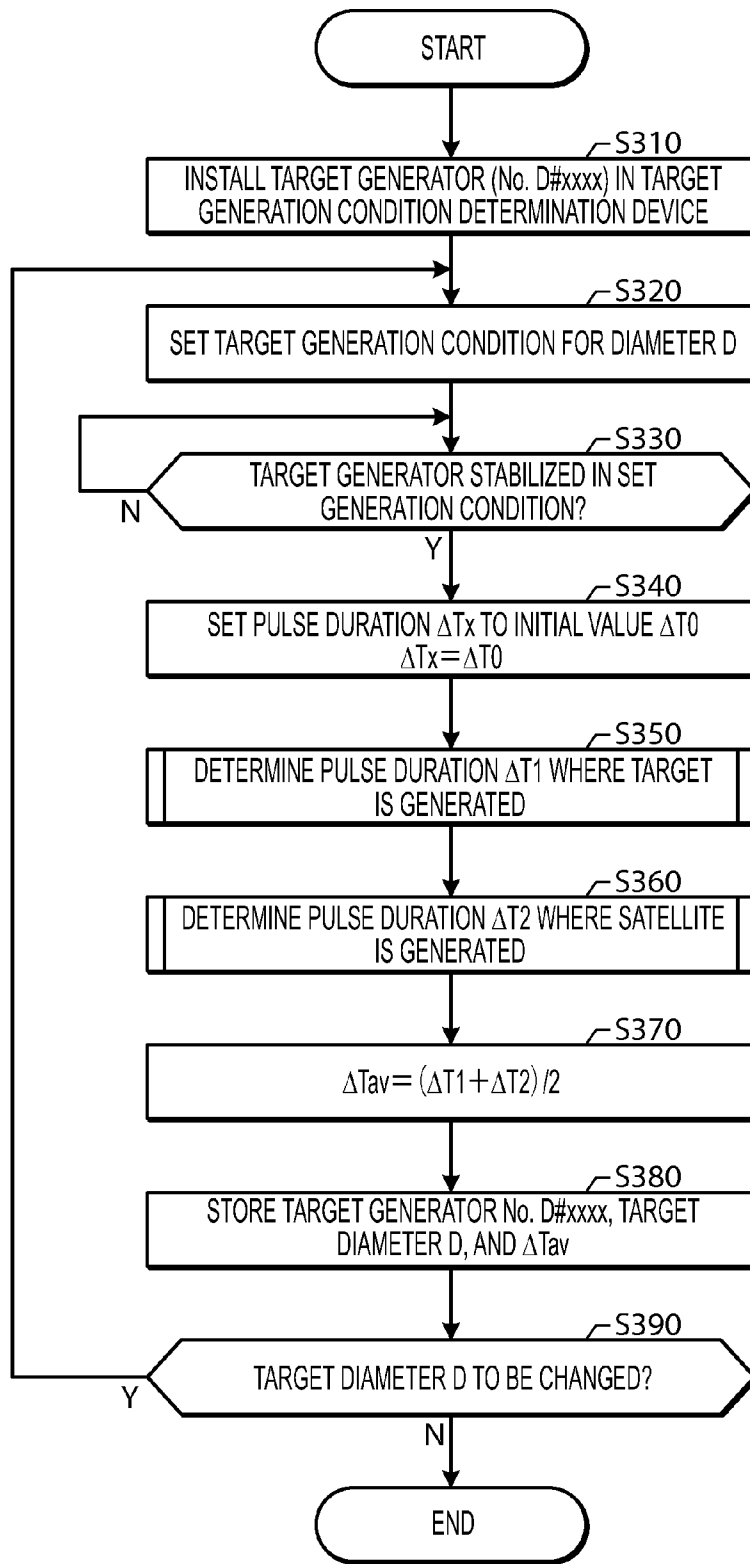 START
S310
INSTALL TARGET GENERATOR (No. D#xxxx) IN TARGET
GENERATION CONDITION DETERMINATION DEVICE
S320
SET TARGET GENERATION CONDITION FOR DIAMETER D
S330
TARGET GENERATOR STABILIZED IN SET
GENERATION CONDITION?
N
Y
S340
SET PULSE DURATION ΔTx TO INITIAL VALUE ΔT0
ΔTx=ΔT0
S350
DETERMINE PULSE DURATION ΔT1 WHERE TARGET
IS GENERATED
S360
DETERMINE PULSE DURATION ΔT2 WHERE SATELLITE
IS GENERATED
S370
ΔTav=(ΔT1+ΔT2)/2
S380
STORE TARGET GENERATOR No. D#xxxx, TARGET
DIAMETER D, AND ΔTav
S390
TARGET DIAMETER D TO BE CHANGED?
Y
N
END